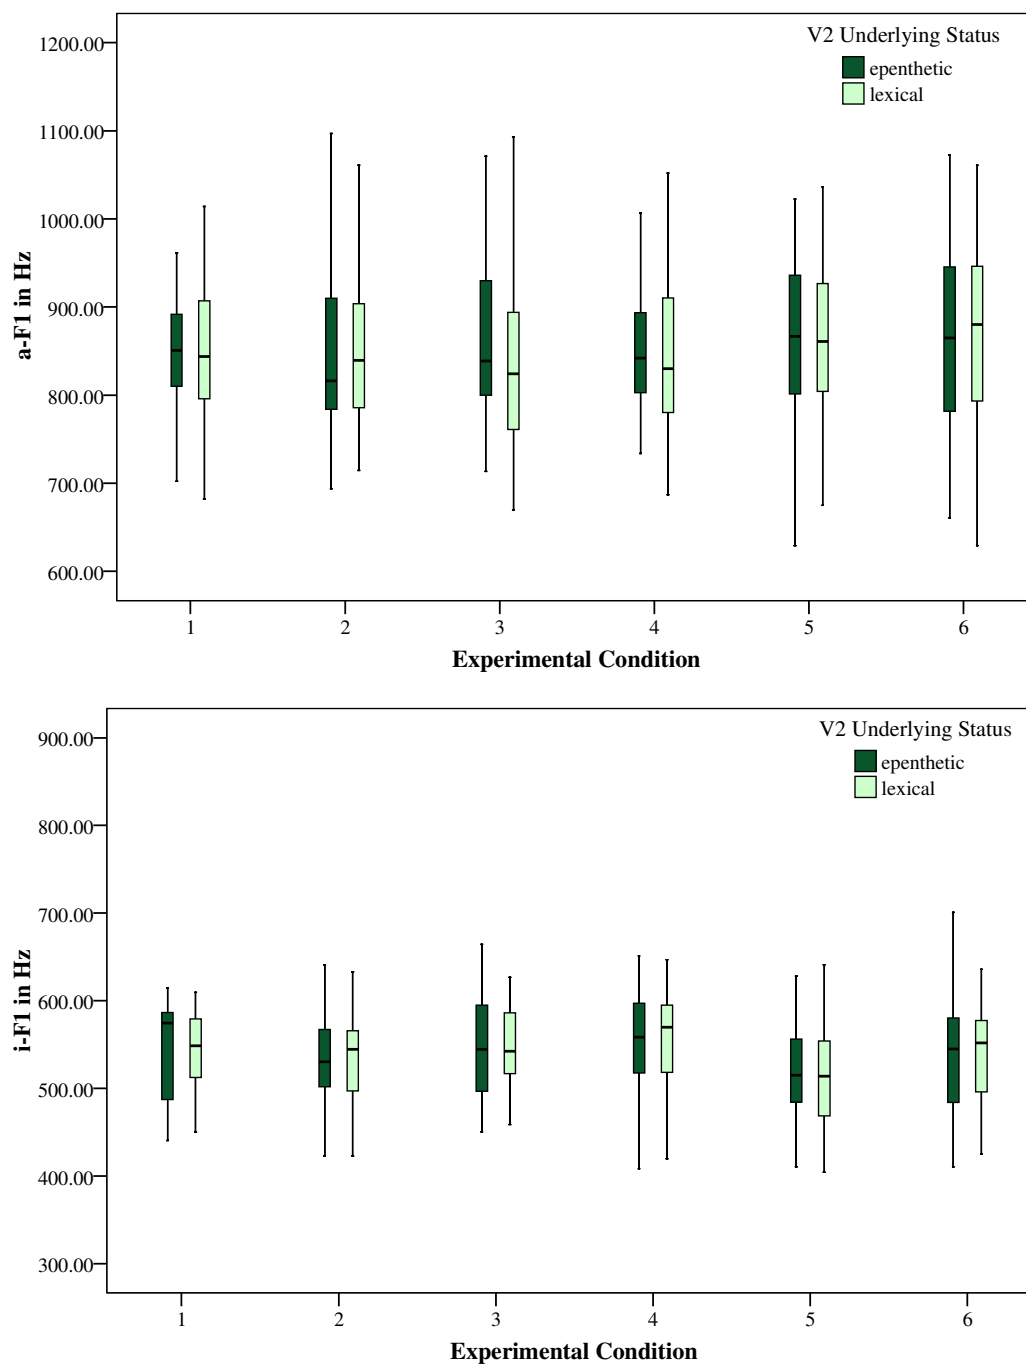 V2 Underlying Status
epenthetic
lexical
1200.00
1100.00
1000.00
900.00
800.00
700.00
600.00
a-F1 in Hz
1 2 3 4 5 6
Experimental Condition
V2 Underlying Status
epenthetic
lexical
900.00
800.00
700.00
600.00
500.00
400.00
300.00
i-F1 in Hz
1 2 3 4 5 6
Experimental Condition